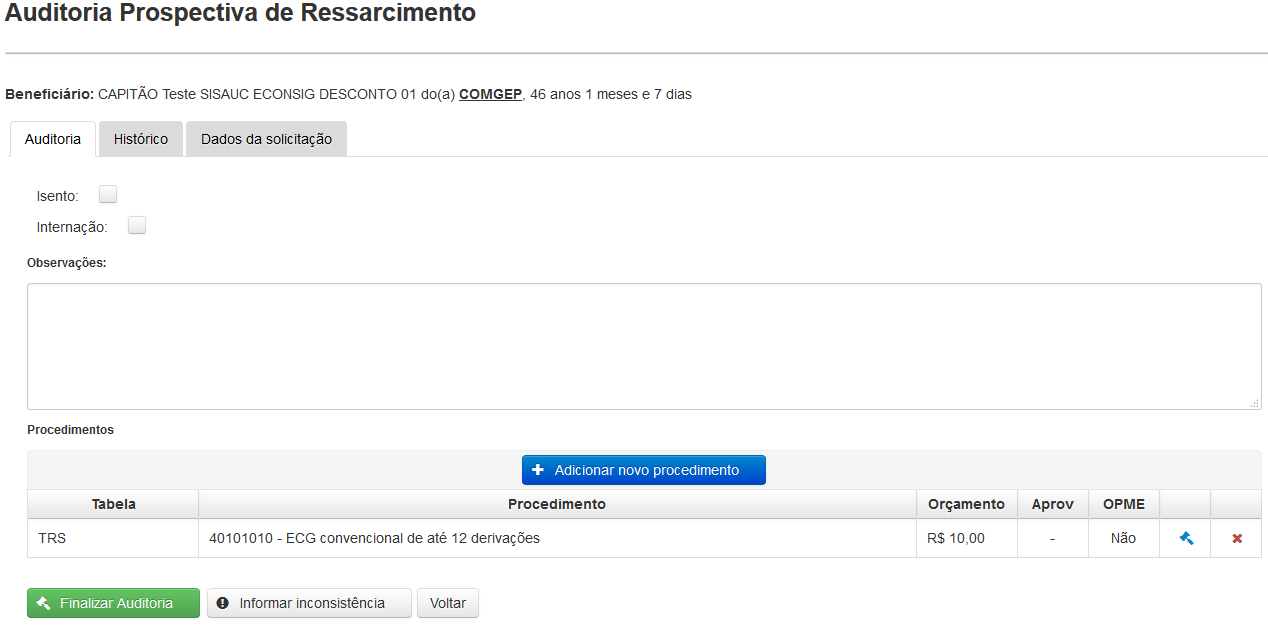 Auditoria Prospectiva de Ressarcimento
Beneficiário: CAPITÃO Teste SISAUC ECONSIG DESCONTO 01 do(a) COMGEP, 46 anos 1 meses e 7 dias
Auditoria Histórico Dados da solicitação
Isento:
Internação:
Observações:
Procedimentos
Adicionar novo procedimento
Tabela Procedimento Orçamento Aprov OPME
TRS 40101010 - ECG convencional de até 12 derivações R$ 10,00 - Não
Finalizar Auditoria Informar inconsistência Voltar